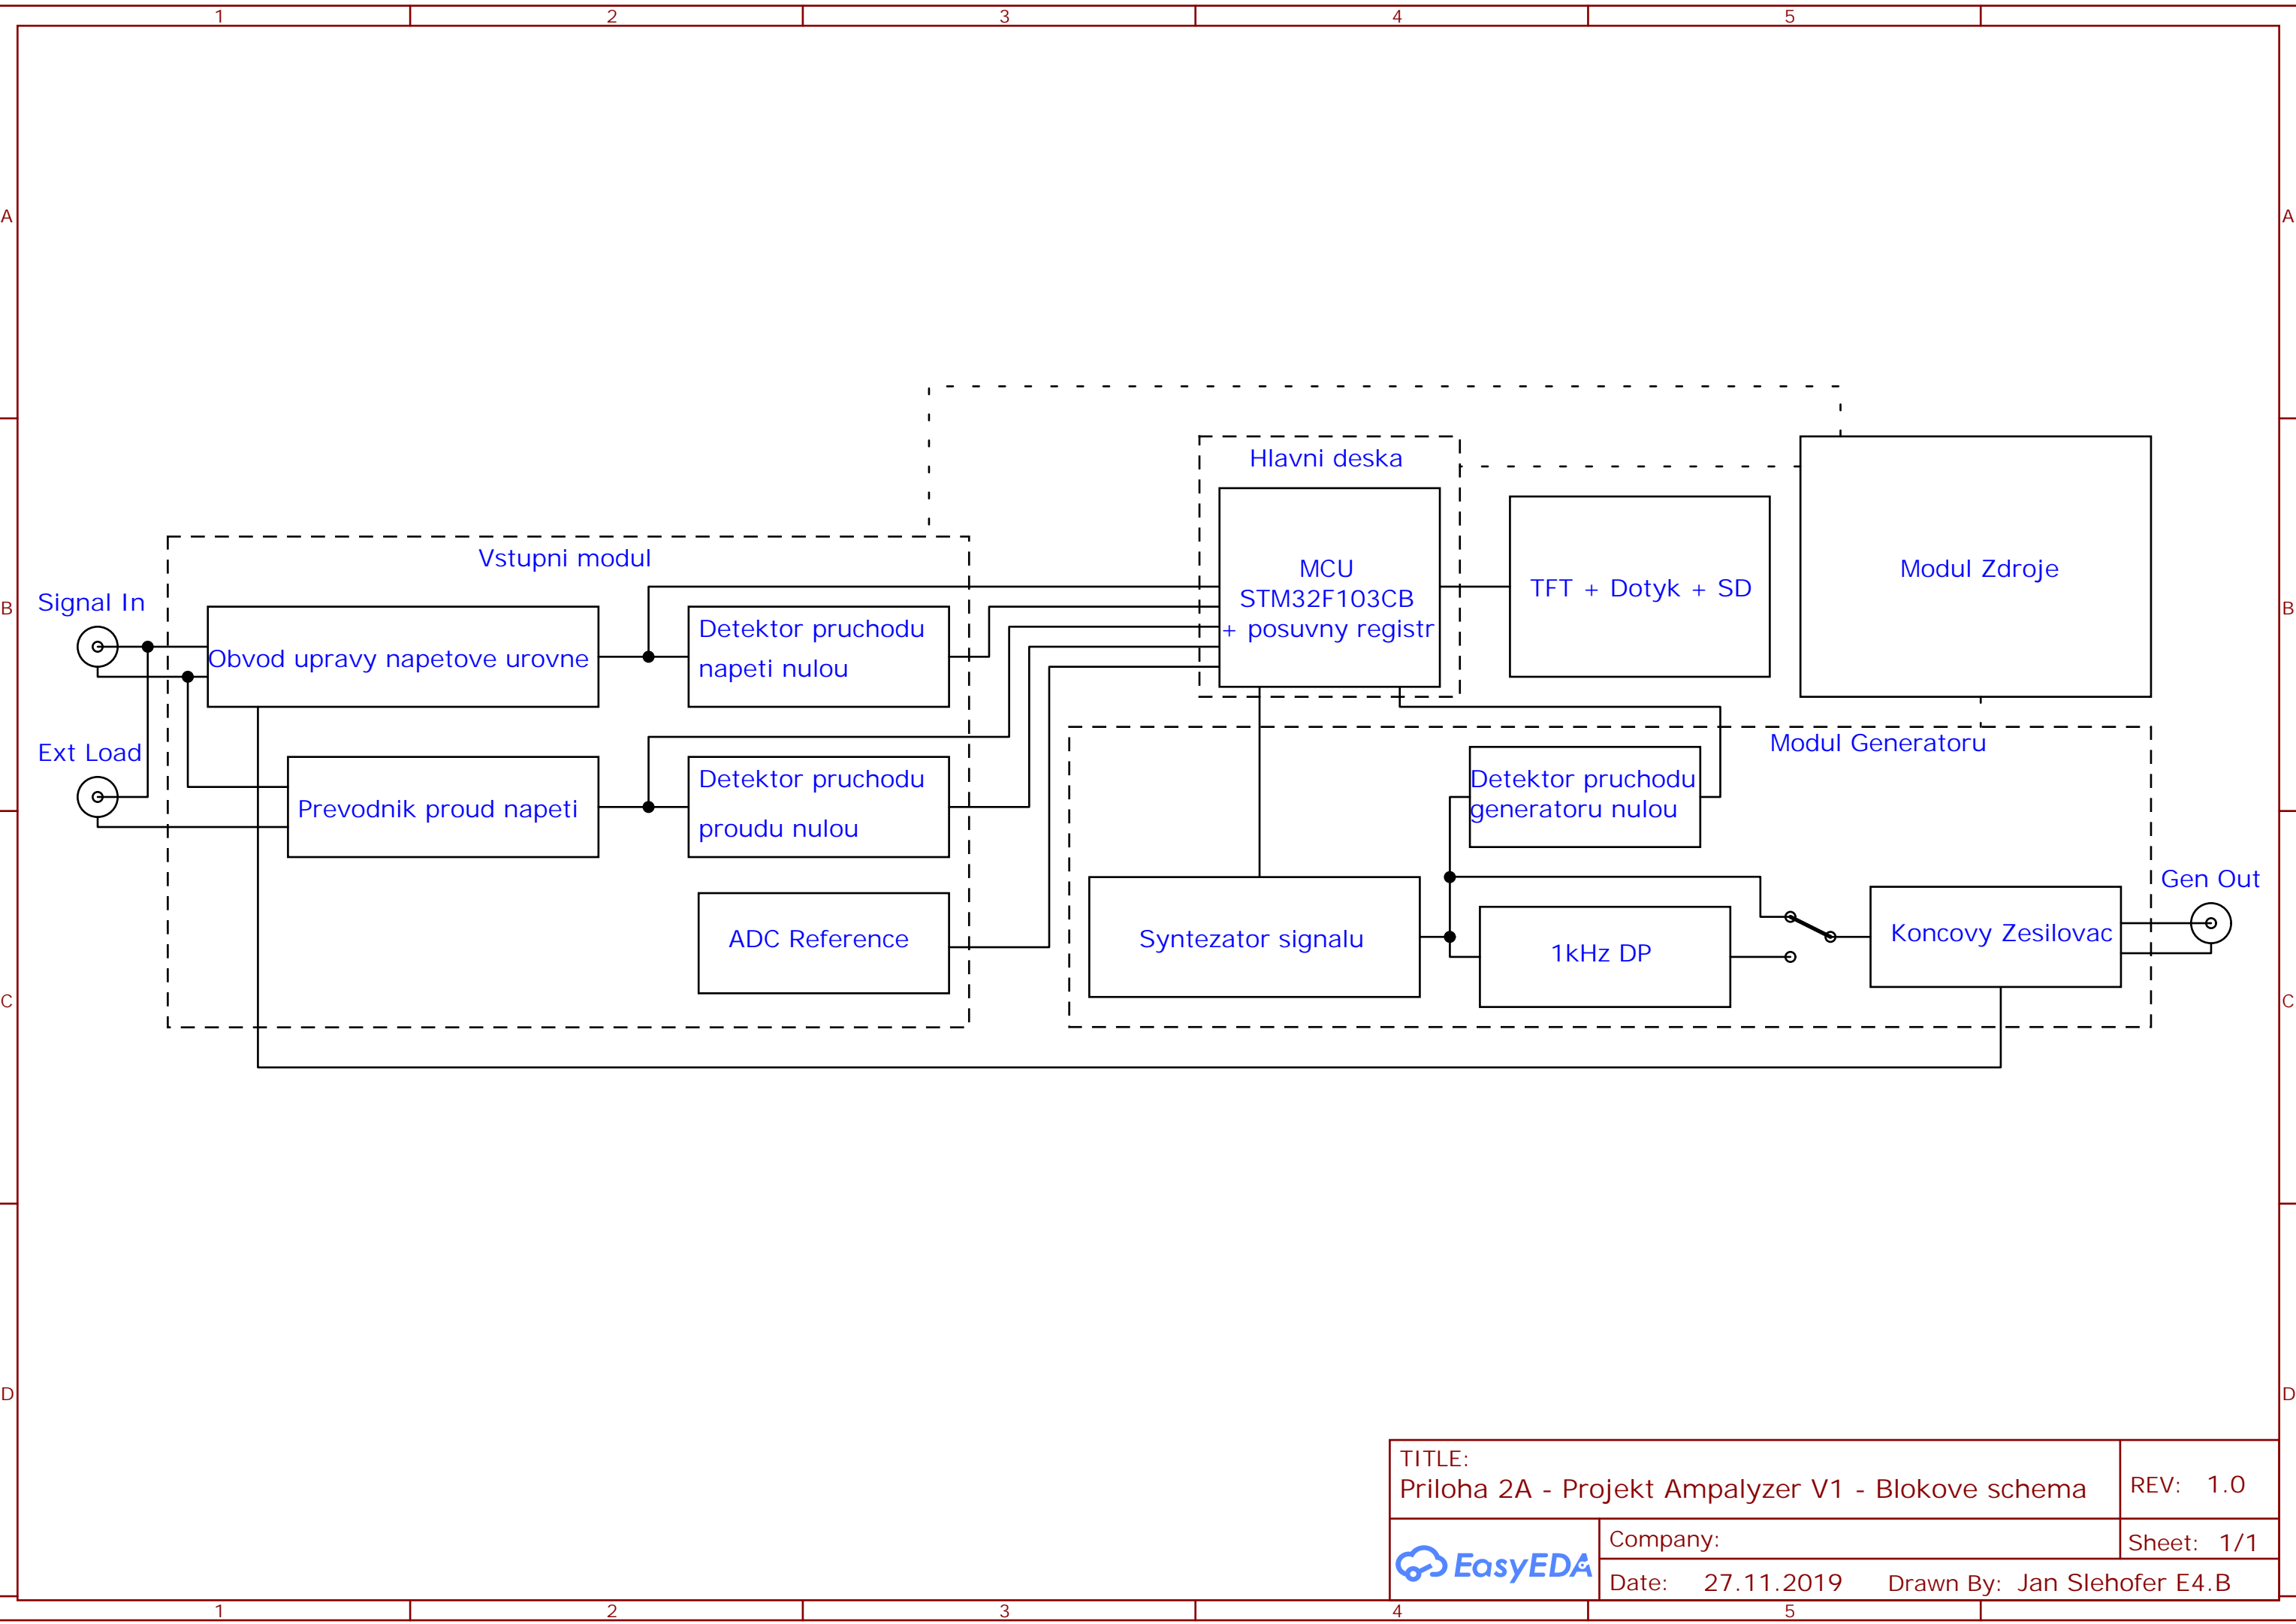 1 2 3 4 5
A A
Hlavni deska
Vstupni modul
MCU
STM32F103CB
+ posuvny registr
TFT + Dotyk + SD
Modul Zdroje
B B
Signal In
Obvod upravy napetove urovne
Detektor pruchodu
napeti nulou
Ext Load
Prevodnik proud napeti
Detektor pruchodu
proudu nulou
Modul Generatoru
Detektor pruchodu
generatoru nulou
ADC Reference
Syntezator signalu
1kHz DP
Koncovy Zesilovac
Gen Out
C C
D D
TITLE:
Priloha 2A - Projekt Ampalyzer V1 - Blokove schema
REV: 1.0
EasyEDA
Company:
Sheet: 1/1
Date: 27.11.2019 Drawn By: Jan Slehofer E4.B
1 2 3 4 5